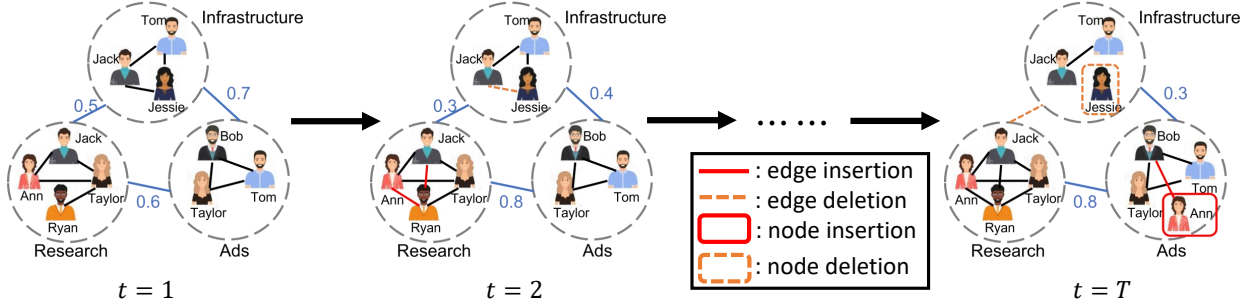 Infrastructure
Tom
Jack
Jessie
0.5
0.7
Jack
Ann
Taylor
Ryan
Research
0.6
Bob
Taylor
Tom
Ads
t = 1
Infrastructure
Tom
Jack
Jessie
0.3
0.4
Jack
Ann
Taylor
Ryan
Research
0.8
Bob
Tom
Taylor
Ads
t = 2
... ...
: edge insertion
: edge deletion
: node insertion
: node deletion
Infrastructure
Tom
Jack
Jessie
0.3
Jack
Ann
Taylor
Ryan
Research
0.8
Bob
Tom
Taylor
Ann
Ads
t = T